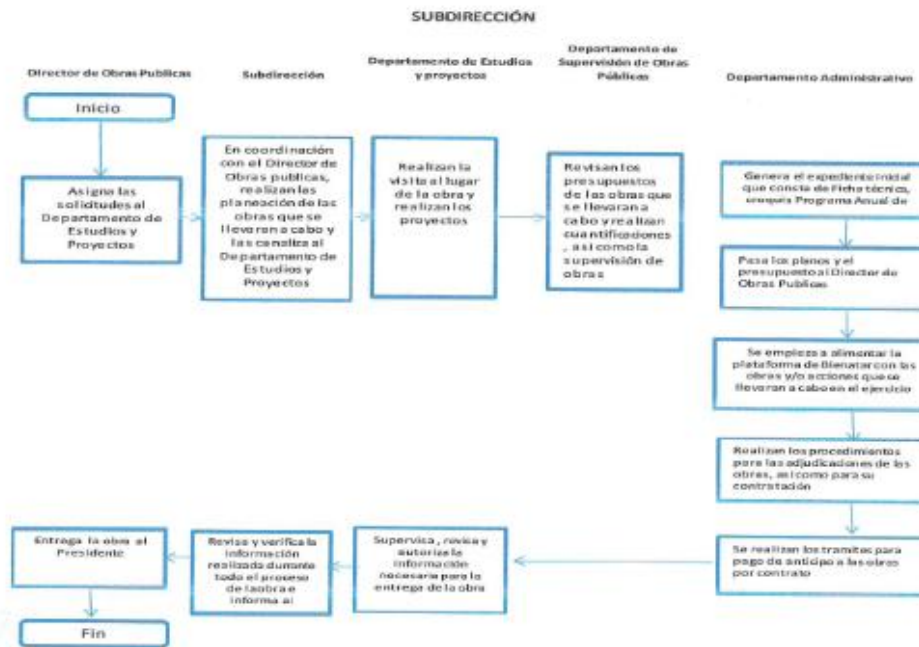 SUBDIRECCIÓN
Director de Obras Publicas
Subdirección
Departamento de Estudios
y proyectos
Departamento de
Supervisión de Obras
Públicas
Departamento Administrativo
Inicio
Asigna las
solicitudes al
Departamento de
Estudios y
Proyectos
En coordinación
con el Director de
Obras publicas,
realizan las
planeación de las
obras que se
llevaran a cabo y
las canaliza al
Departamento de
Estudios y
Proyectos
Realizan la
visita al lugar
de la obra y
realizan los
proyectos
Revisan los
presupuestos
de las obras que
se llevaran a
cabo y realizan
cuantificaciones
, asi como la
supervisión de
obras
Genera el expediente inicial
que consta de Ficha técnica,
croquis Programa Anual de
Pasa los planos y el
presupuesto al Director de
Obras Publicas
Se empieza a alimentar la
plataforma de Bienatar con las
obras y/o acciones que se
llevaran a cabo en el ejercicio
Realizan los procedimientos
para las adjudicaciones de las
obras, asi como para su
contratación
Se realizan los tramites para
pago de anticipo a las obras
por contrato
Supervisa, revisa y
autoriza la
información
necesaria para la
entrega de la obra
Revisa y verifica la
información
realizada durante
todo el proceso
de la obra e
informa al
Entrega la obra al
Presidente
Fin